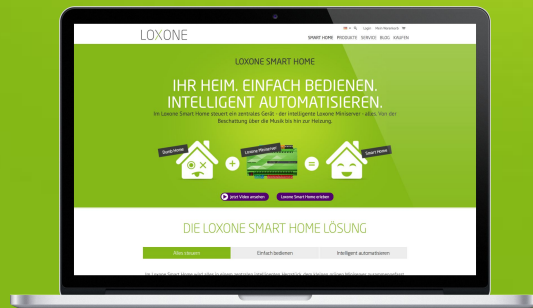 LOXONE
Login Mein Warenkorb
SMART HOME PRODUKTE SERVICE BLOG KAUFEN
LOXONE SMART HOME
IHR HEIM. EINFACH BEDIENEN.
INTELLIGENT AUTOMATISIEREN.
Im Loxone Smart Home steuert ein zentrales Gerät - der intelligente Loxone Miniserver - alles. Von der
Beschattung über die Musik bis hin zur Heizung.
Dumb Home
Loxone Miniserver
Smart Home
+
=
Jetzt Video ansehen
Loxone Smart Home erleben
DIE LOXONE SMART HOME LÖSUNG
Alles steuern
Einfach bedienen
Intelligent automatisieren